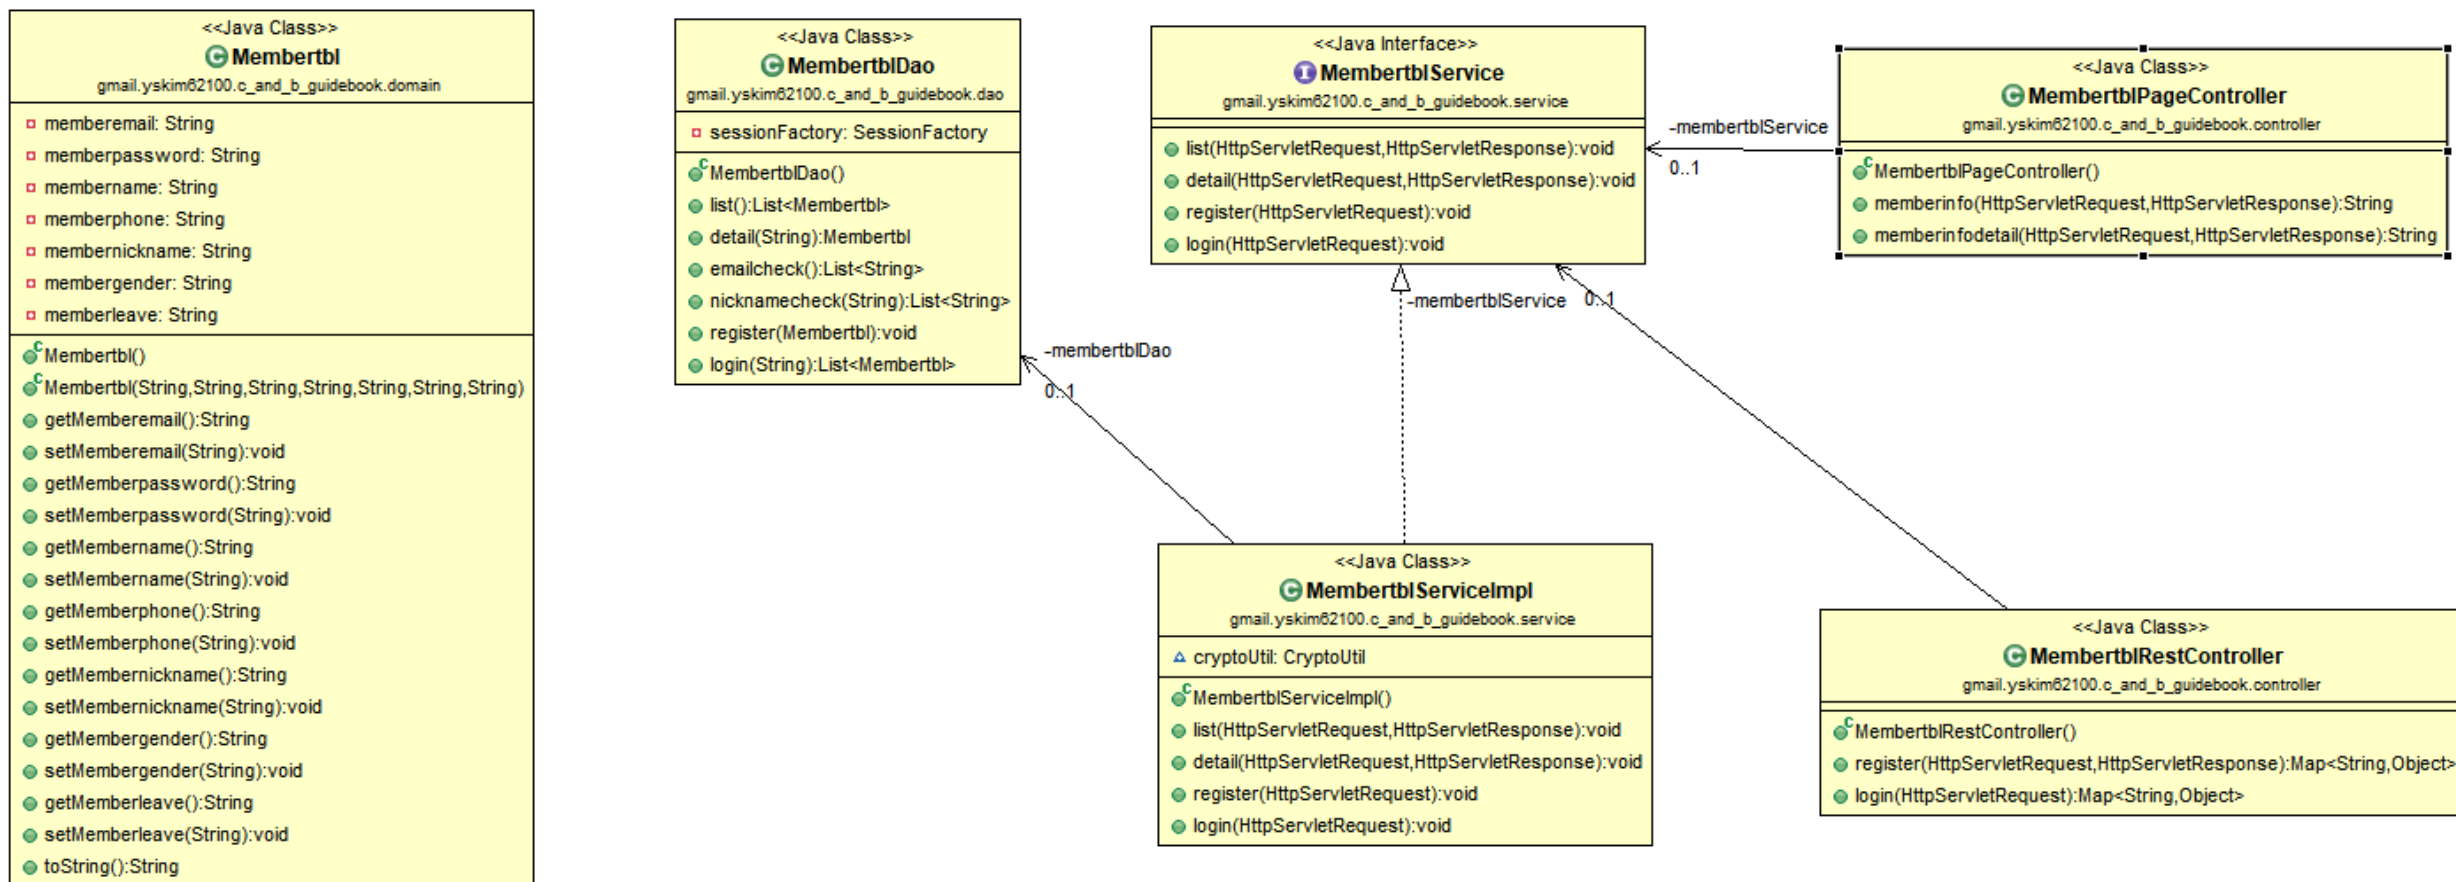 <<Java Class>>
Membertbl
gmail.yskim62100.c_and_b_guidebook.domain
memberemail: String
memberpassword: String
membername: String
memberphone: String
membernickname: String
membergender: String
memberleave: String
Membertbl()
Membertbl(String,String,String,String,String,String,String)
getMemberemail():String
setMemberemail(String):void
getMemberpassword():String
setMemberpassword(String):void
getMembername():String
setMembername(String):void
getMemberphone():String
setMemberphone(String):void
getMembernickname():String
setMembernickname(String):void
getMembergender():String
setMembergender(String):void
getMemberleave():String
setMemberleave(String):void
toString():String
<<Java Class>>
MembertblDao
gmail.yskim62100.c_and_b_guidebook.dao
sessionFactory: SessionFactory
MembertblDao()
list():List<Membertbl>
detail(String):Membertbl
emailcheck():List<String>
nicknamecheck(String):List<String>
register(Membertbl):void
login(String):List<Membertbl>
-membertblDao
0..1
<<Java Interface>>
MembertblService
gmail.yskim62100.c_and_b_guidebook.service
list(HttpServletRequest,HttpServletResponse):void
detail(HttpServletRequest,HttpServletResponse):void
register(HttpServletRequest):void
login(HttpServletRequest):void
-membertblService
0..1
-membertblService
0..1
<<Java Class>>
MembertblPageController
gmail.yskim62100.c_and_b_guidebook.controller
MembertblPageController()
memberinfo(HttpServletRequest,HttpServletResponse):String
memberinfodetail(HttpServletRequest,HttpServletResponse):String
<<Java Class>>
MembertblServiceImpl
gmail.yskim62100.c_and_b_guidebook.service
cryptoUtil: CryptoUtil
MembertblServiceImpl()
list(HttpServletRequest,HttpServletResponse):void
detail(HttpServletRequest,HttpServletResponse):void
register(HttpServletRequest):void
login(HttpServletRequest):void
<<Java Class>>
MembertblRestController
gmail.yskim62100.c_and_b_guidebook.controller
MembertblRestController()
register(HttpServletRequest,HttpServletResponse):Map<String,Object>
login(HttpServletRequest):Map<String,Object>